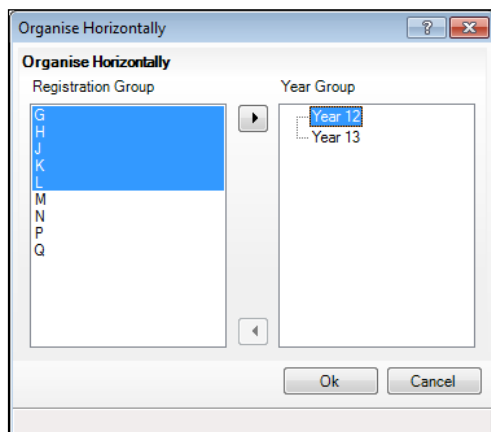 Organise Horizontally
Organise Horizontally
Registration Group
Year Group
G
H
J
K
L
M
N
P
Q
Year 12
Year 13
Ok
Cancel